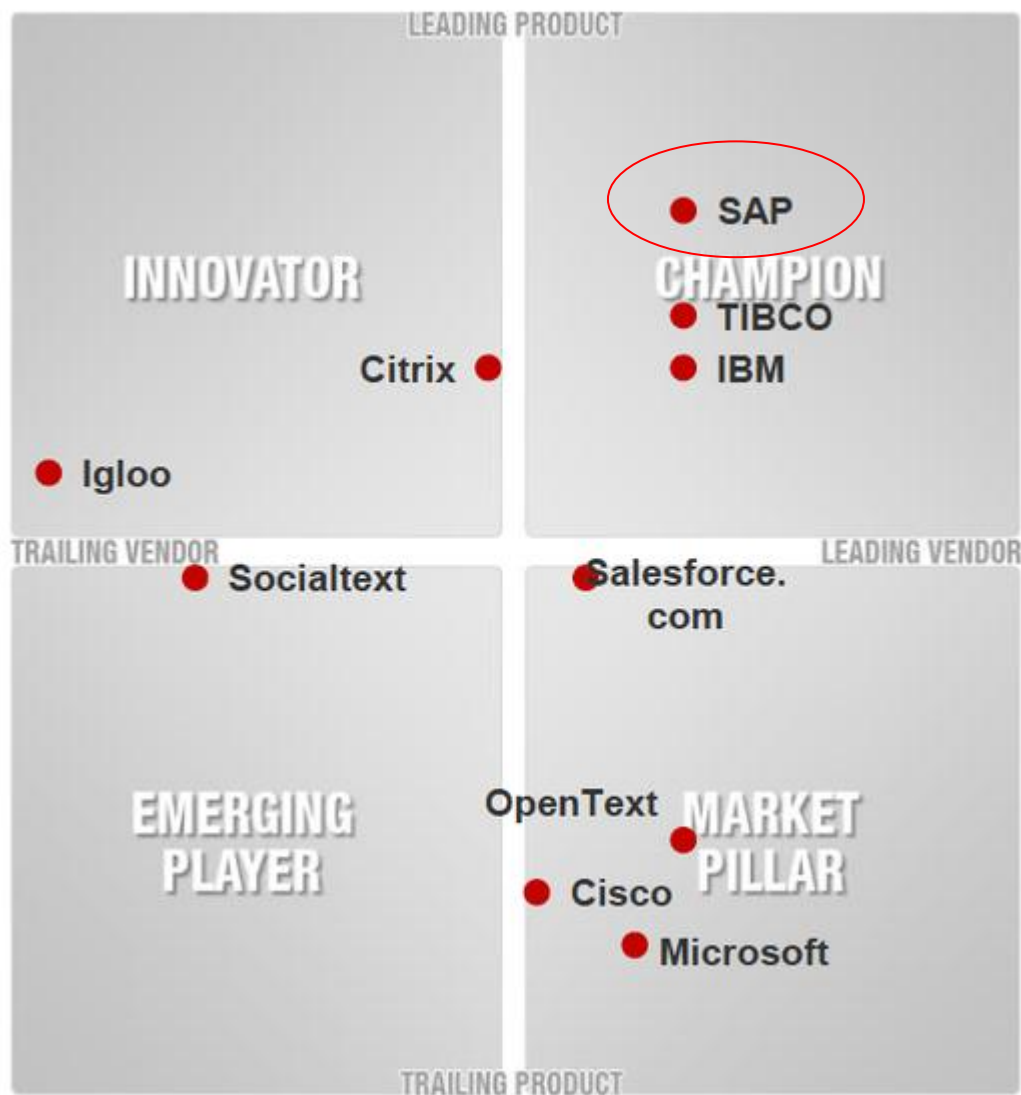 LEADING PRODUCT
SAP
INNOVATOR
CHAMPION
TIBCO
Citrix
IBM
Igloo
TRAILING VENDOR
LEADING VENDOR
Socialtext
Salesforce.
com
OpenText
EMERGING
PLAYER
MARKET
PILLAR
Cisco
Microsoft
TRAILING PRODUCT